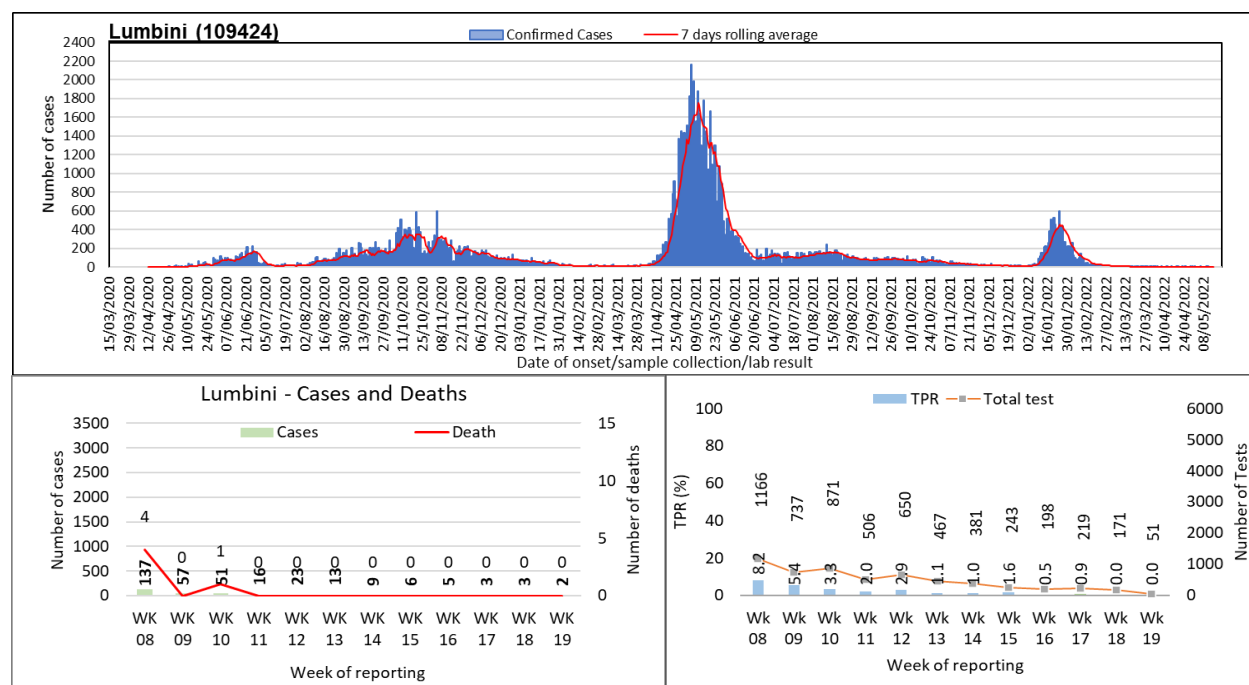 Lumbini (109424)
Confirmed Cases 7 days rolling average
Number of cases
2400
2200
2000
1800
1600
1400
1200
1000
800
600
400
200
0
15/03/2020 29/03/2020 12/04/2020 26/04/2020 10/05/2020 24/05/2020 07/06/2020 21/06/2020 05/07/2020 19/07/2020 02/08/2020 16/08/2020 30/08/2020 13/09/2020 27/09/2020 11/10/2020 25/10/2020 08/11/2020 22/11/2020 06/12/2020 20/12/2020 03/01/2021 17/01/2021 31/01/2021 14/02/2021 28/02/2021 14/03/2021 28/03/2021 11/04/2021 25/04/2021 09/05/2021 23/05/2021 06/06/2021 20/06/2021 04/07/2021 18/07/2021 01/08/2021 15/08/2021 29/08/2021 12/09/2021 26/09/2021 10/10/2021 24/10/2021 07/11/2021 21/11/2021 05/12/2021 19/12/2021 02/01/2022 16/01/2022 30/01/2022 13/02/2022 27/02/2022 13/03/2022 27/03/2022 10/04/2022 24/04/2022 08/05/2022
Date of onset/sample collection/lab result
Lumbini - Cases and Deaths
Cases Death
Number of cases
3500
3000
2500
2000
1500
1000
500
0
4 0 1 0 0 0 0 0 0 0 0 0
137 57 51 16 23 13 9 6 5 3 3 2
Number of deaths
15
10
5
0
WK WK WK WK WK WK WK WK WK WK WK WK
08 09 10 11 12 13 14 15 16 17 18 19
Week of reporting
TPR Total test
TPR (%)
100
80
60
40
20
0
1166 737 871 506 650 467 381 243 198 219 171 51
8.2 5.4 3.3 2.0 2.9 1.1 1.0 1.6 0.5 0.9 0.0 0.0
Number of Tests
6000
5000
4000
3000
2000
1000
0
Wk Wk Wk Wk Wk Wk Wk Wk Wk Wk Wk Wk
08 09 10 11 12 13 14 15 16 17 18 19
Week of reporting